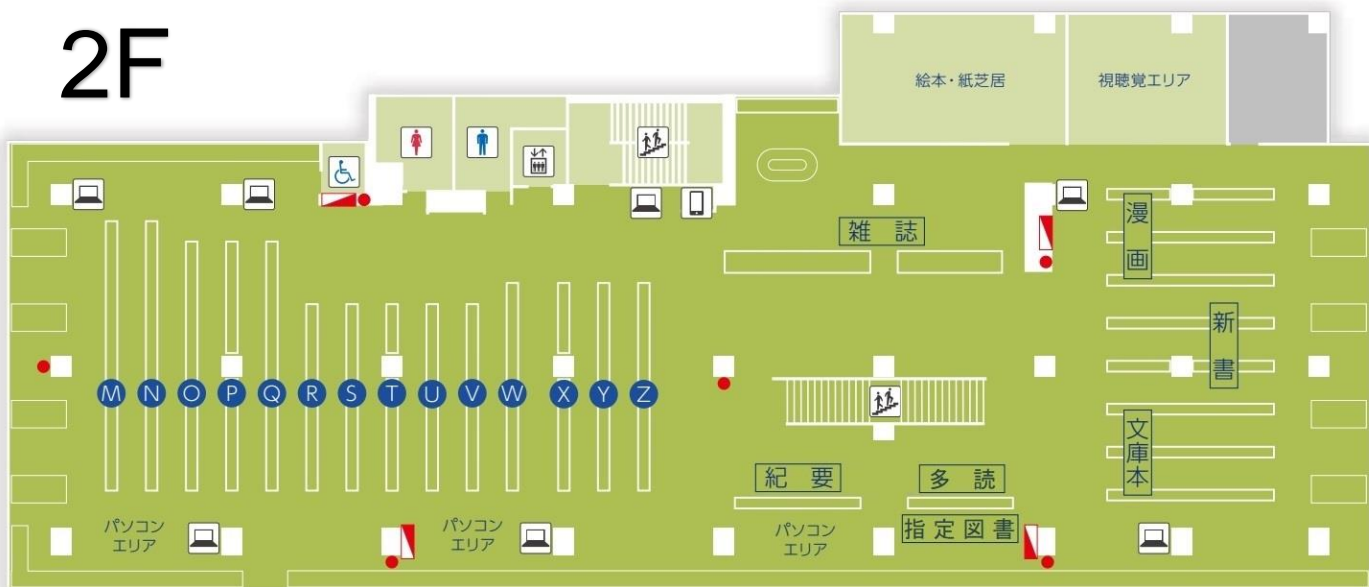 2F
絵本・紙芝居
視聴覚エリア
雑 誌
漫画
新書
M N O P Q R S T U V W X Y Z
文庫本
紀 要
多 読
指定図書
パソコン
エリア
パソコン
エリア
パソコン
エリア